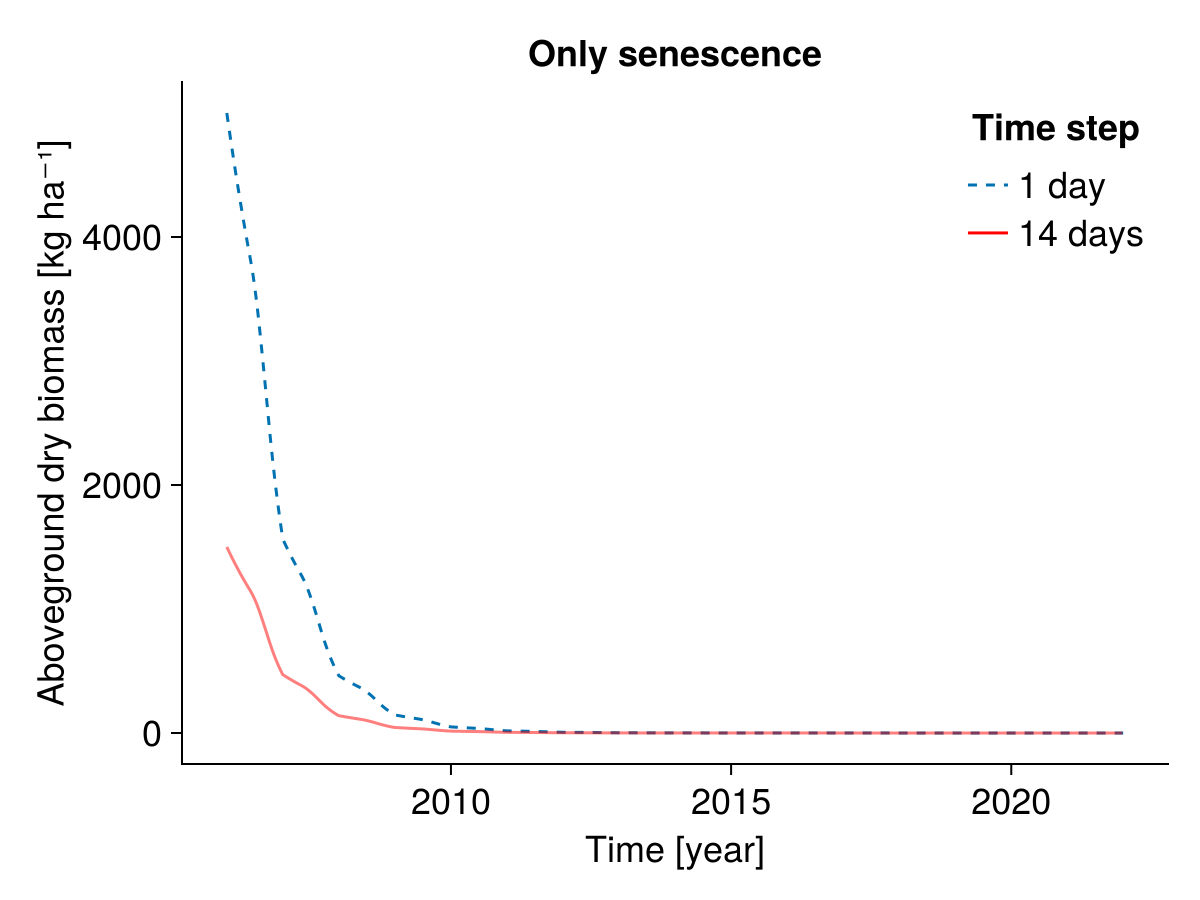 Only senescence
Aboveground dry biomass [kg ha⁻¹]
4000
2000
0
Time step
1 day
14 days
2010
2015
2020
Time [year]